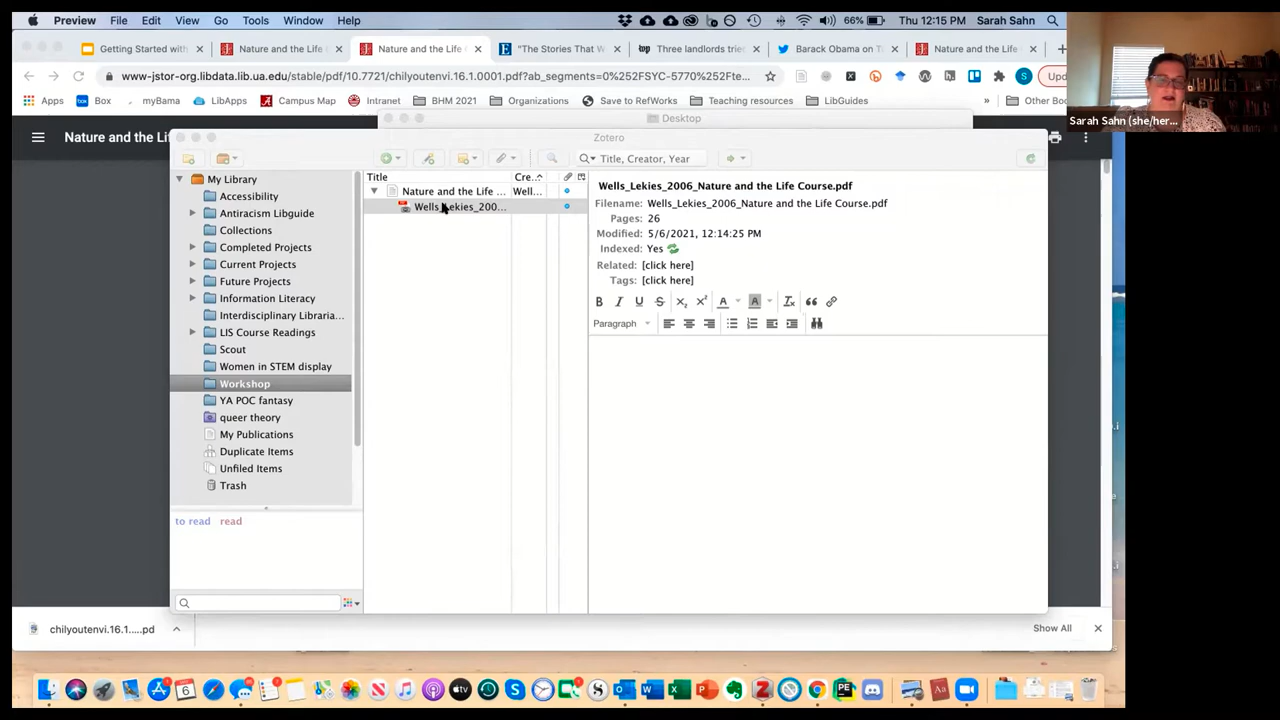 Preview File Edit View Go Tools Window Help 66% Thu 12:15 PM Sarah Sahn
Getting Started with Nature and the Life Nature and the Life "The Stories That W Three landlords trie Barack Obama on T Nature and the Life
www-jstor-org.libdata.lib.ua.edu/stable/pdf/10.7721/chilyoutenvi.16.1.0001.pdf?ab_segments=0%252FSYC-5770%252Fte...
Apps Box myBama LibApps Campus Map Intranet BHM 2021 Organizations Save to RefWorks Teaching resources LibGuides » Other Boo
Sarah Sahn (she/her...
Desktop
Nature and the Li
Zotero
Title, Creator, Year
Title Cre...
My Library
Accessibility
Antiracism Libguide
Collections
Completed Projects
Current Projects
Future Projects
Information Literacy
Interdisciplinary Libraria...
LIS Course Readings
Scout
Women in STEM display
Workshop
YA POC fantasy
queer theory
My Publications
Duplicate Items
Unfiled Items
Trash
to read read
Nature and the Life ... Well...
Wells_Lekies_200...
Wells_Lekies_2006_Nature and the Life Course.pdf
Filename: Wells_Lekies_2006_Nature and the Life Course.pdf
Pages: 26
Modified: 5/6/2021, 12:14:25 PM
Indexed: Yes
Related: [click here]
Tags: [click here]
B I U S X₂ X² A A
Paragraph
chilyoutenvi.16.1.....pd
Show All